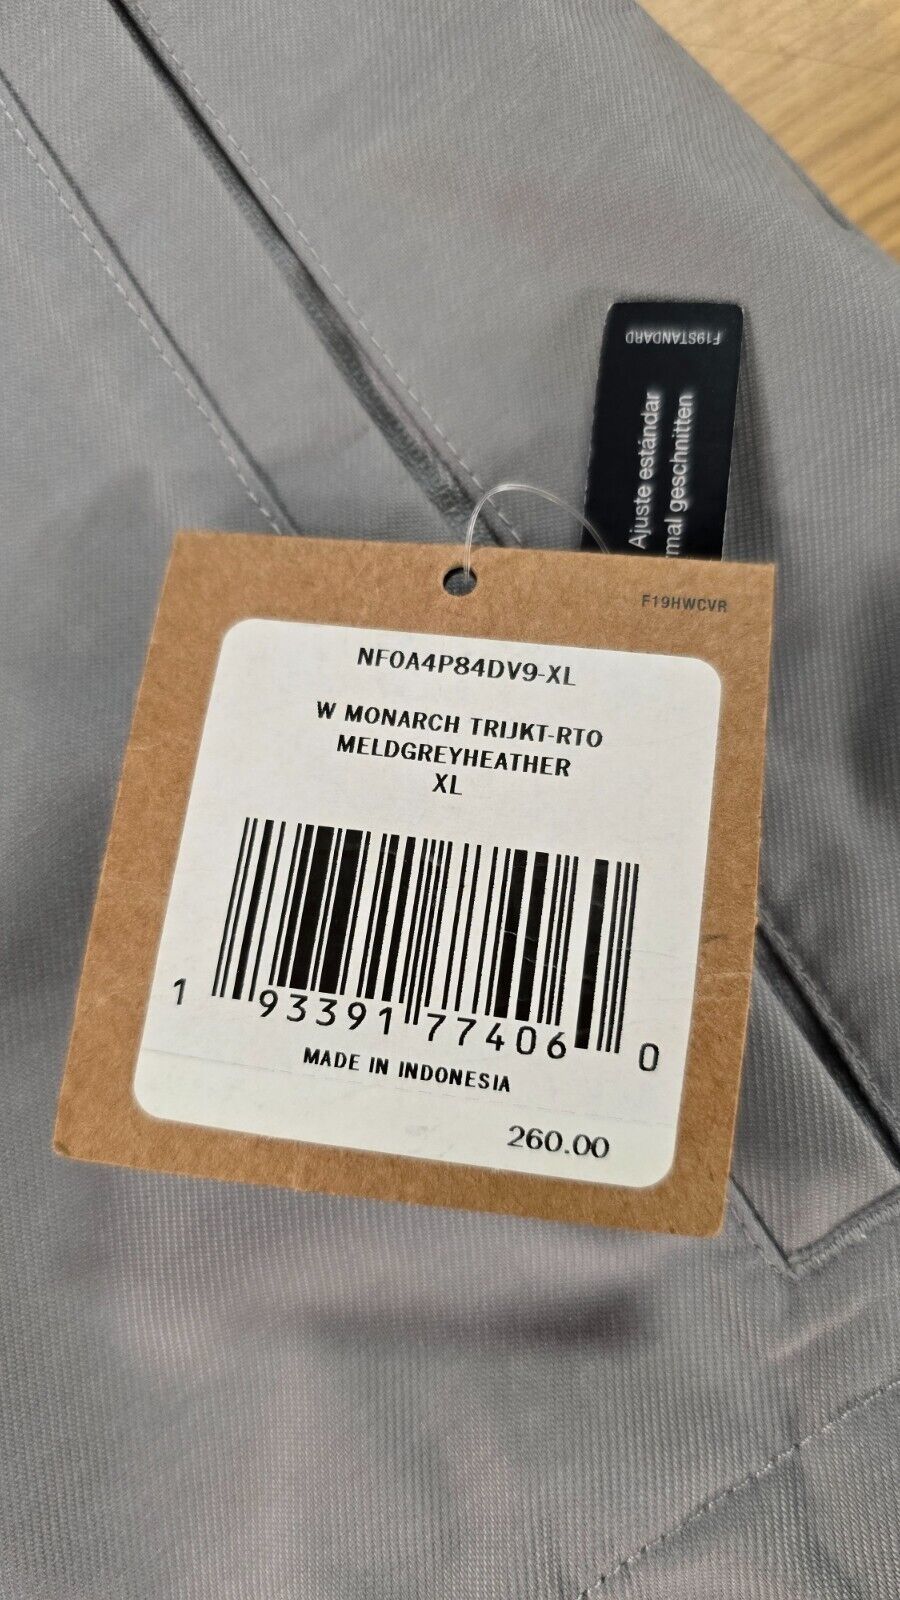 F19STANDARD
Ajuste estándar
geschnitten
F19HWCVR
NF0A4P84DV9-XL
W MONARCH TRIJKT-RTO
MELDGREYHEATHER
XL
1 93391 77406 0
MADE IN INDONESIA
260.00